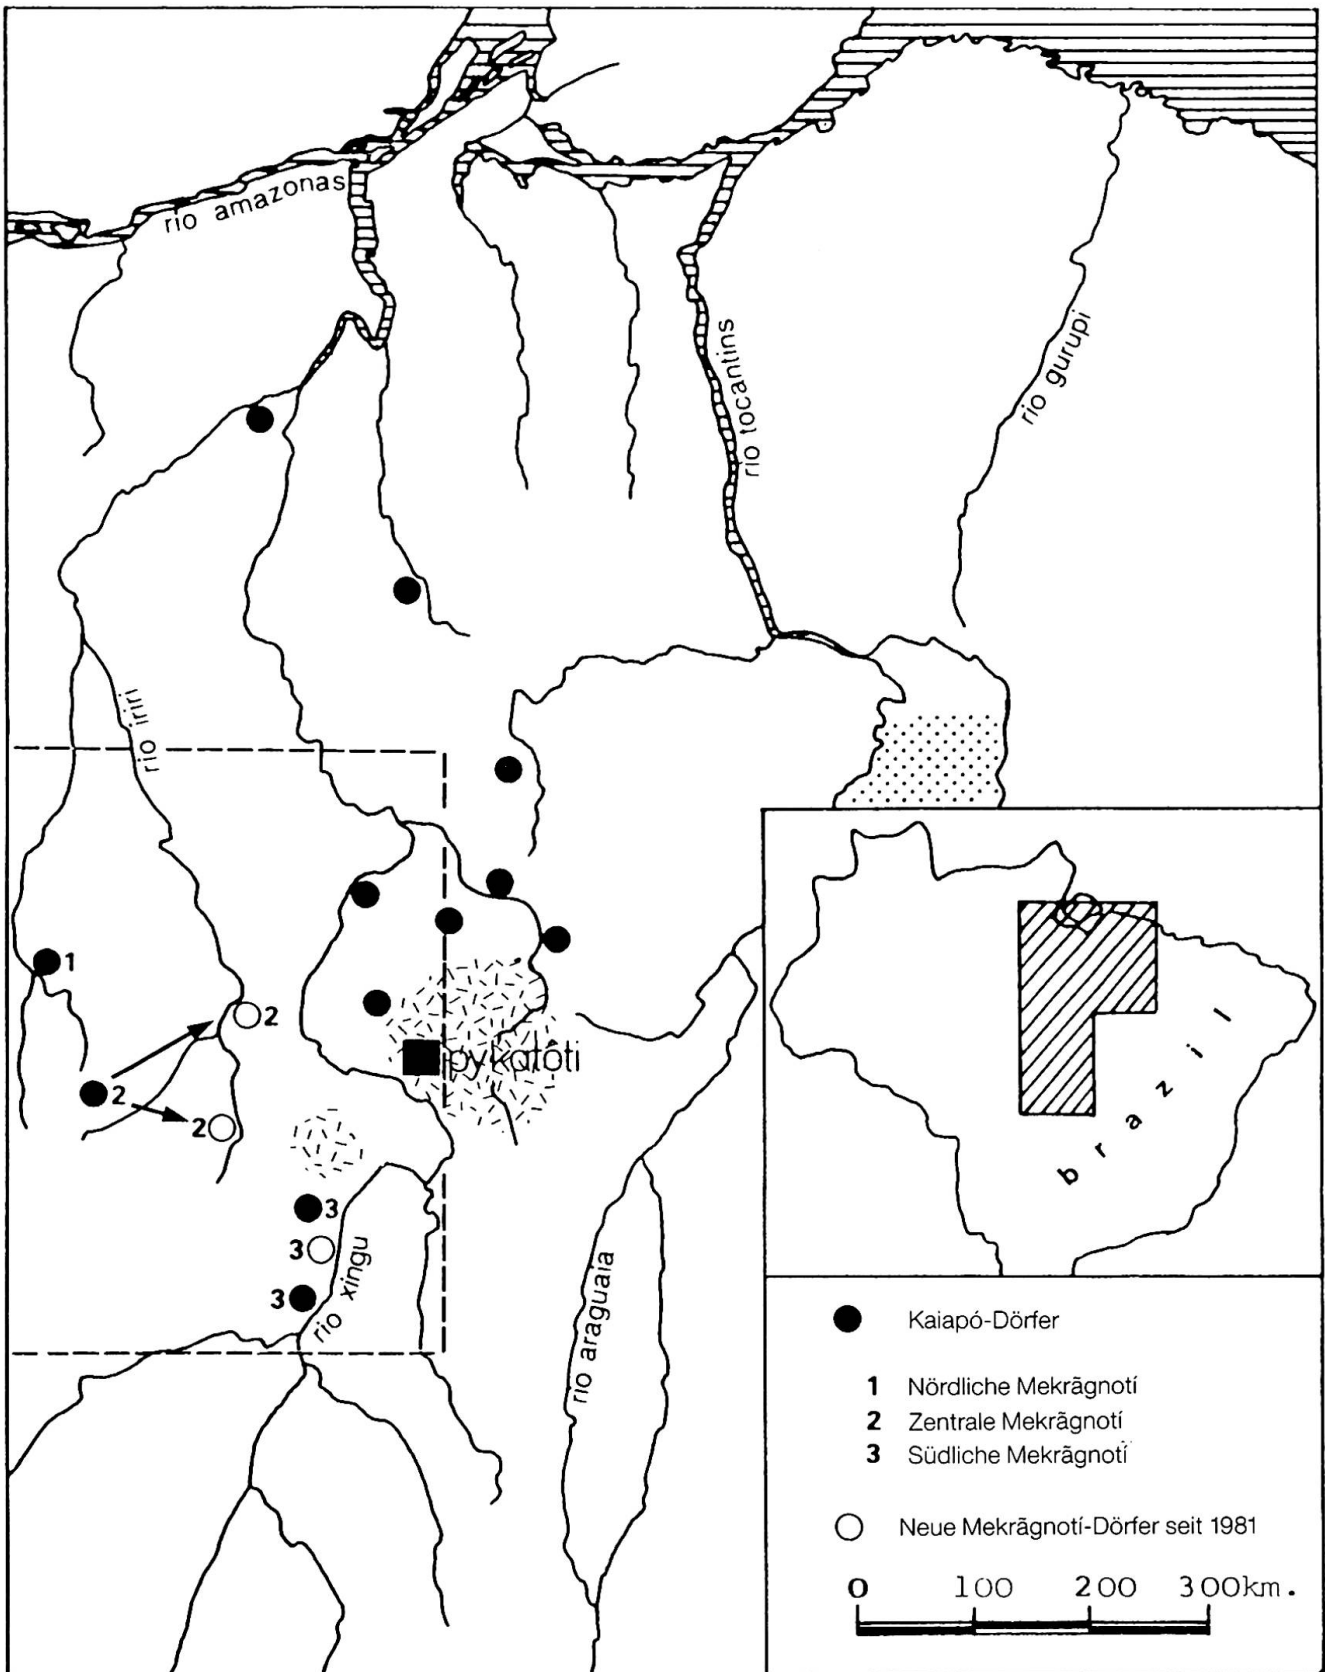 rio amazonas
rio tocantins
rio gurupi
rio iriri
1
2
2
2
pykatôti
3
3
3
rio xingu
rio araguaia
brazil
Kaiapó-Dörfer
1 Nördliche Mekrãgnotí
2 Zentrale Mekrãgnotí
3 Südliche Mekrãgnotí
Neue Mekrãgnotí-Dörfer seit 1981
0 100 200 300km.